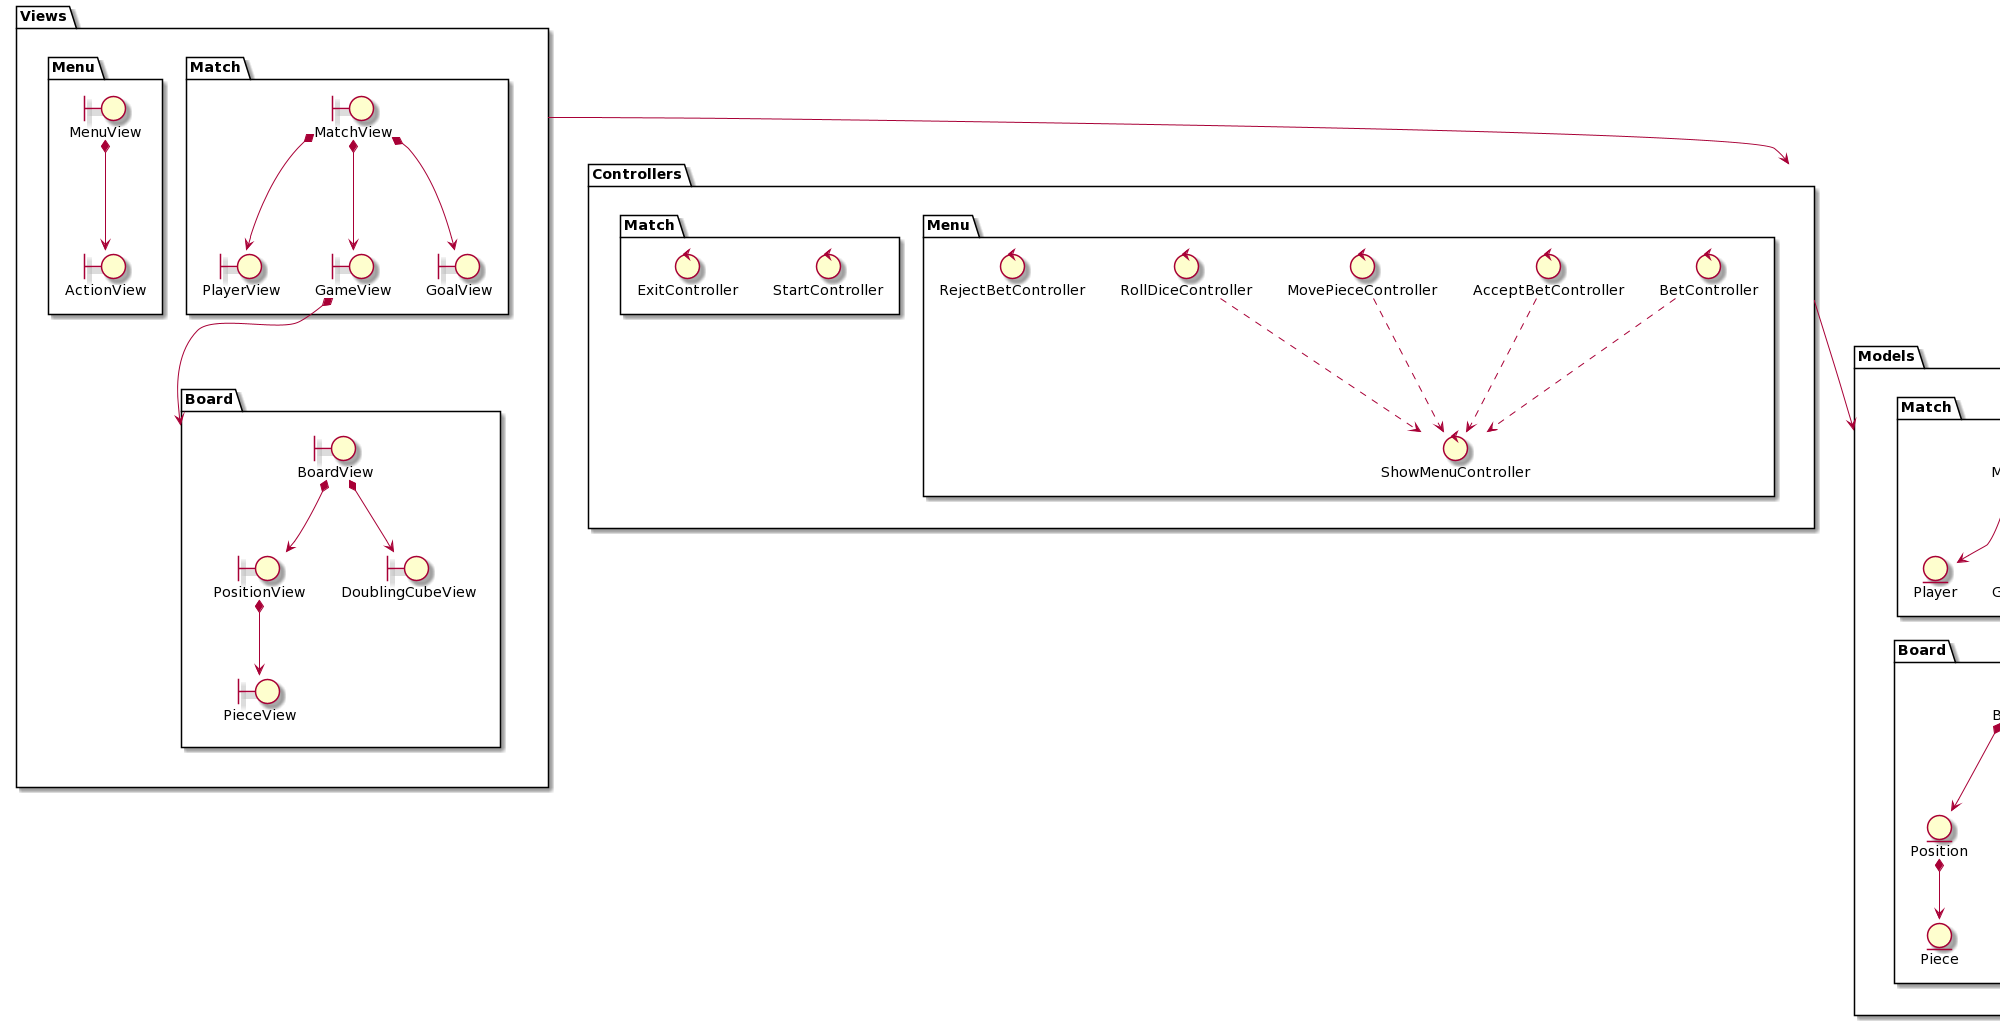 Views
Menu
MenuView
ActionView
Match
MatchView
PlayerView
GameView
GoalView
Board
BoardView
PositionView
DoublingCubeView
PieceView
Controllers
Match
ExitController
StartController
Menu
RejectBetController
RollDiceController
MovePieceController
AcceptBetController
BetController
ShowMenuController
Models
Match
Player
Board
Position
Piece